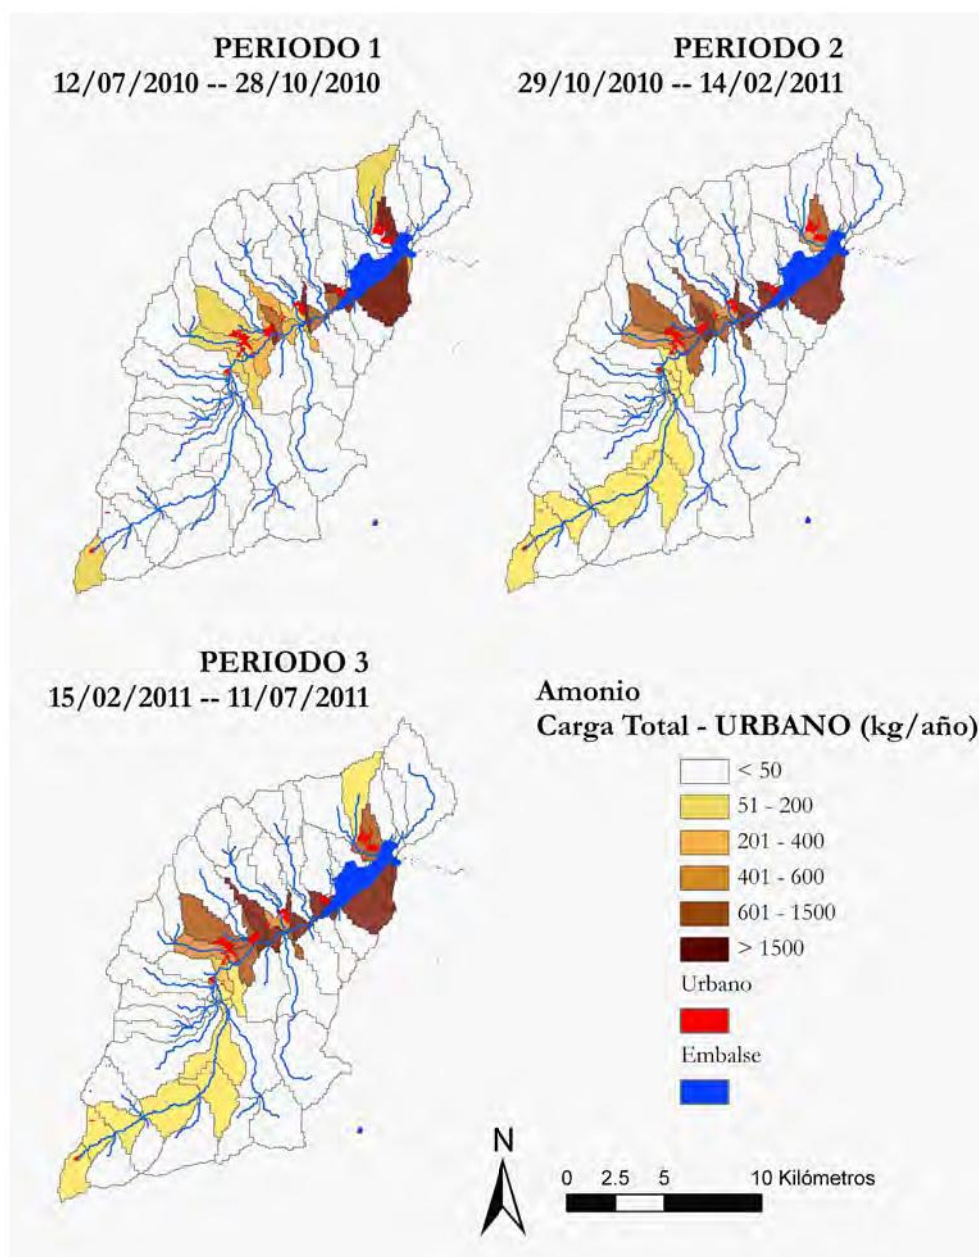 PERIODO 1
12/07/2010 -- 28/10/2010
PERIODO 2
29/10/2010 -- 14/02/2011
PERIODO 3
15/02/2011 -- 11/07/2011
Amonio
Carga Total - URBANO (kg/año)
< 50
51 - 200
201 - 400
401 - 600
601 - 1500
> 1500
Urbano
Embalse
N
0 2.5 5 10 Kilómetros